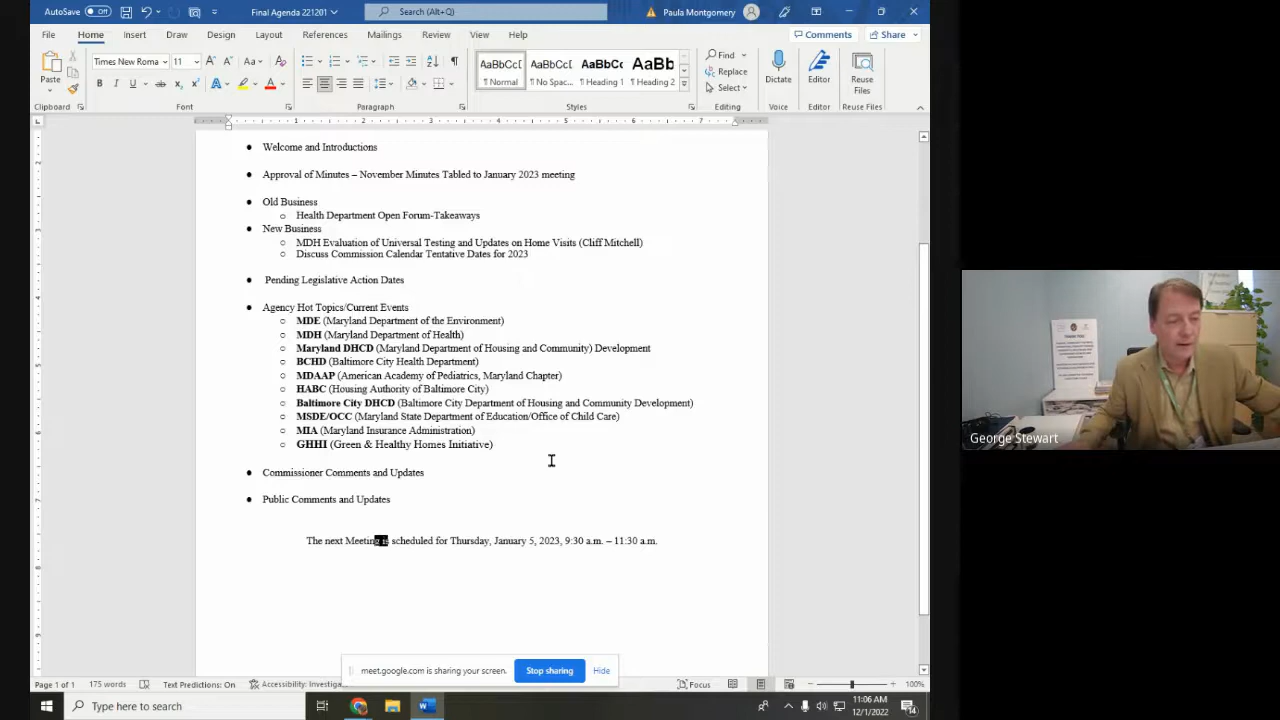 AutoSave Off Final Agenda 221201 Search (Alt+Q) Paula Montgomery
File Home Insert Draw Design Layout References Mailings Review View Help Comments Share
Times New Roma 11 Find
Paste Normal No Spac... Heading 1 Heading 2 Replace Dictate Editor Reuse Files
Select
Clipboard Font Paragraph Styles Editing Voice Editor Reuse Files
● Welcome and Introductions
● Approval of Minutes – November Minutes Tabled to January 2023 meeting
● Old Business
○ Health Department Open Forum-Takeaways
● New Business
○ MDH Evaluation of Universal Testing and Updates on Home Visits (Cliff Mitchell)
○ Discuss Commission Calendar Tentative Dates for 2023
● Pending Legislative Action Dates
● Agency Hot Topics/Current Events
○ MDE (Maryland Department of the Environment)
○ MDH (Maryland Department of Health)
○ Maryland DHCD (Maryland Department of Housing and Community) Development
○ BCHD (Baltimore City Health Department)
○ MDAAP (American Academy of Pediatrics, Maryland Chapter)
○ HABC (Housing Authority of Baltimore City)
○ Baltimore City DHCD (Baltimore City Department of Housing and Community Development)
○ MSDE/OCC (Maryland State Department of Education/Office of Child Care)
○ MIA (Maryland Insurance Administration)
○ GHHI (Green & Healthy Homes Initiative)
● Commissioner Comments and Updates
● Public Comments and Updates
The next Meeting is scheduled for Thursday, January 5, 2023, 9:30 a.m. – 11:30 a.m.
George Stewart
meet.google.com is sharing your screen. Stop sharing Hide
Page 1 of 1 175 words Text Predictions: On Accessibility: Investig Focus 100%
Type here to search 11:06 AM
12/1/2022